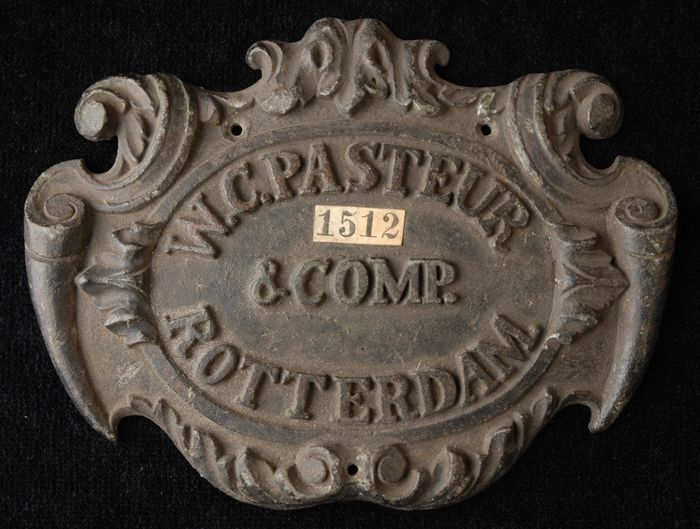 W.C.PASTEUR
1512
& COMP.
ROTTERDAM